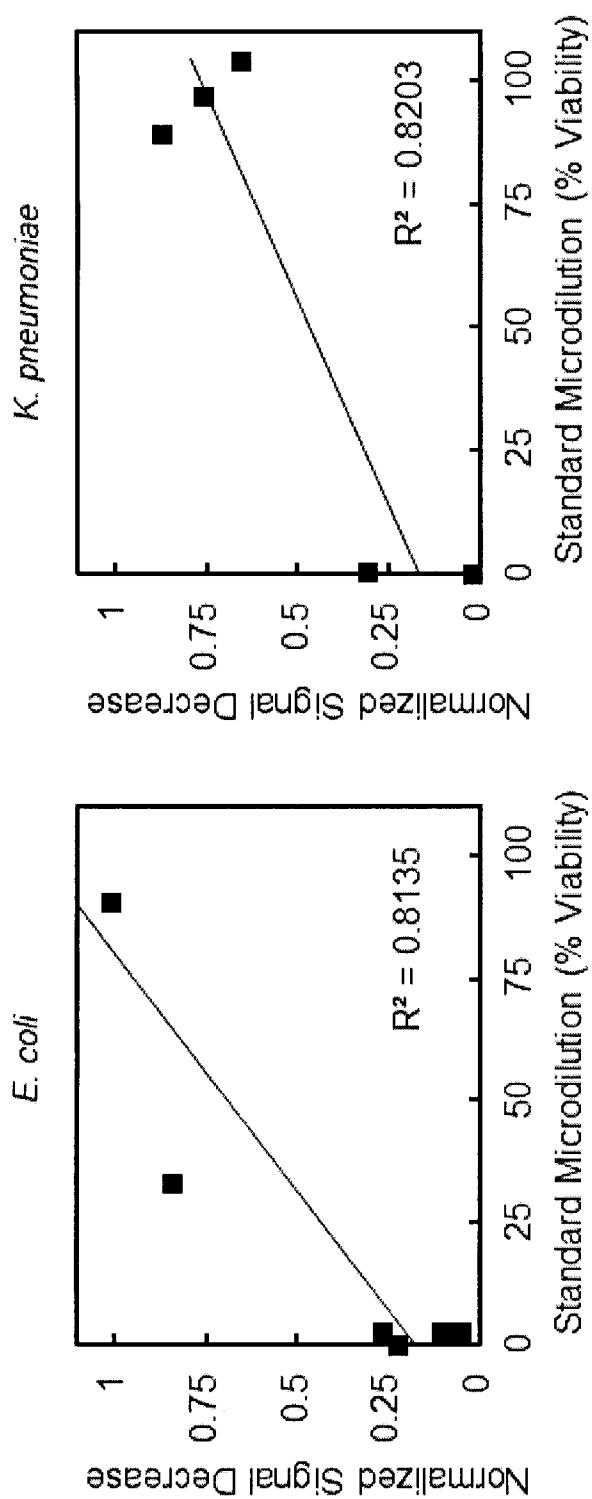 E. coli
Normalized Signal Decrease
1
0.75
0.5
0.25
0
R² = 0.8135
0 25 50 75 100
Standard Microdilution (% Viability)
K. pneumoniae
Normalized Signal Decrease
1
0.75
0.5
0.25
0
R² = 0.8203
0 25 50 75 100
Standard Microdilution (% Viability)